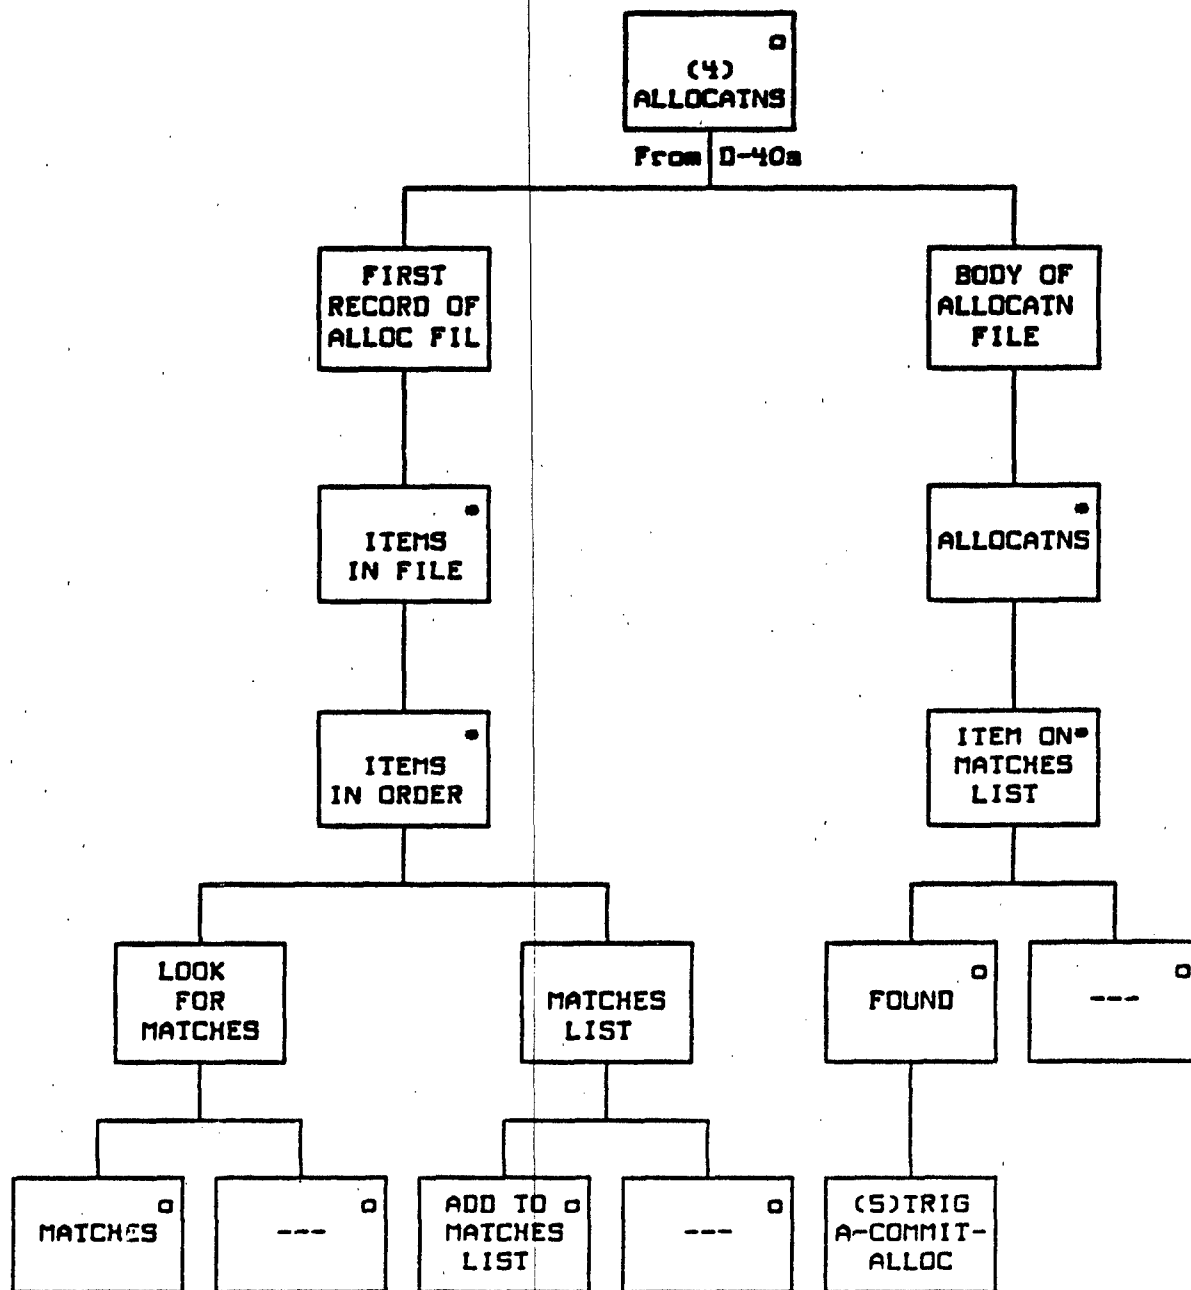 (4)
ALLOCATNS
From D-40a
FIRST
RECORD OF
ALLOC FIL
BODY OF
ALLOCATN
FILE
ITEMS
IN FILE
ALLOCATNS
ITEMS
IN ORDER
ITEM ON*
MATCHES
LIST
LOOK
FOR
MATCHES
MATCHES
LIST
FOUND
---
MATCHES
---
ADD TO
MATCHES
LIST
---
(5)TRIG
A-COMMIT-
ALLOC